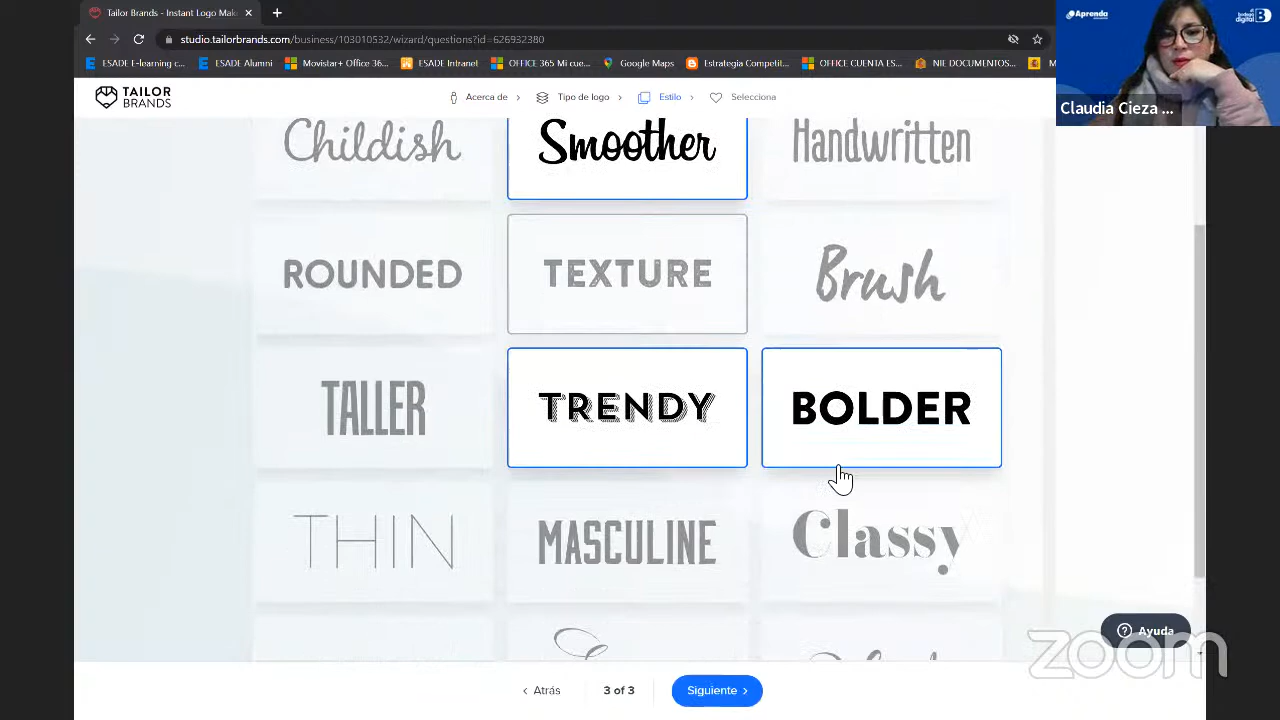 Tailor Brands - Instant Logo Mak
studio.tailorbrands.com/business/103010532/wizard/questions?id=626932380
ESADE E-learning c... ESADE Alumni Movistar+ Office 36... ESADE Intranet OFFICE 365 Mi cue... Google Maps Estrategia Competit... OFFICE CUENTA ES... NIE DOCUMENTOS... M
Aprenda
bodega digital B
Claudia Cieza ...
TAILOR BRANDS
Acerca de Tipo de logo Estilo Selecciona
Childish Smoother Handwritten
ROUNDED TEXTURE Brush
TALLER TRENDY BOLDER
THIN MASCULINE Classy
Ayuda
zoom
Atrás 3 of 3 Siguiente